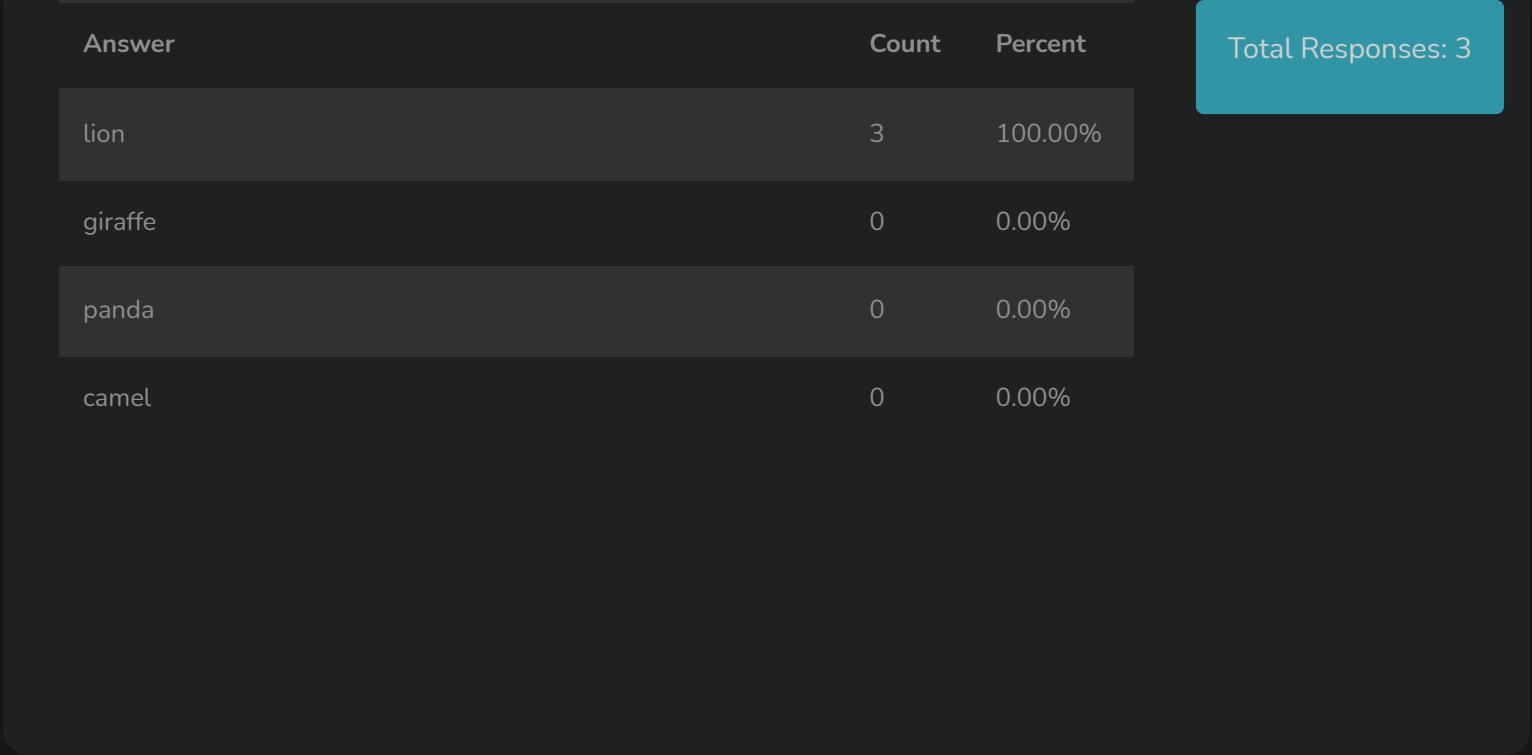 Answer Count Percent
lion 3 100.00%
giraffe 0 0.00%
panda 0 0.00%
camel 0 0.00%
Total Responses: 3